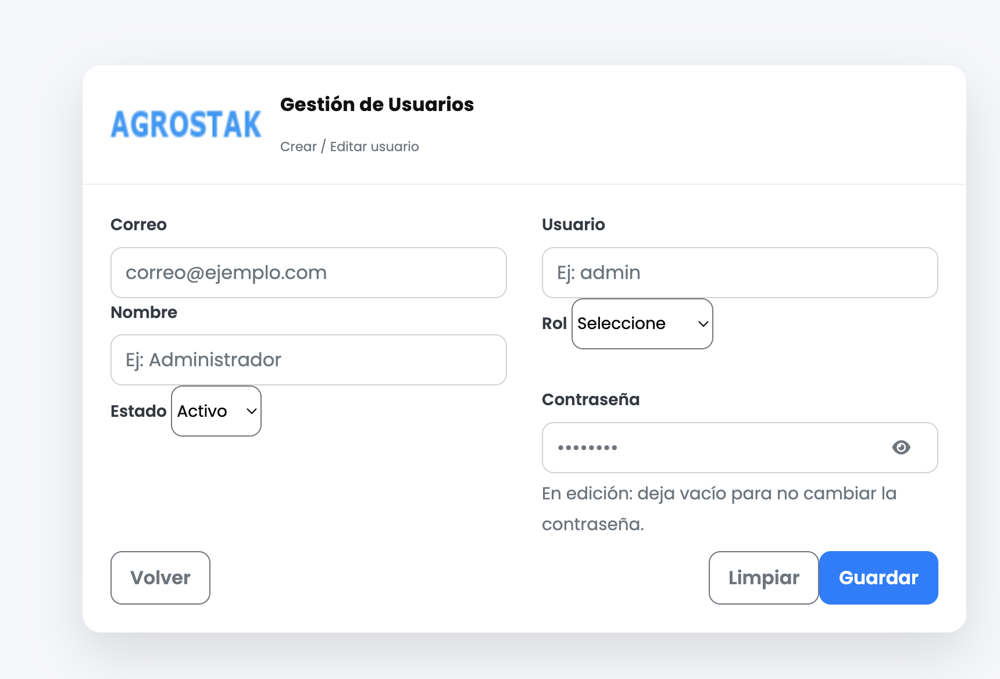 AGROSTAK
Gestión de Usuarios
Crear / Editar usuario
Correo
correo@ejemplo.com
Usuario
Ej: admin
Nombre
Ej: Administrador
Rol Seleccione
Estado Activo
Contraseña
••••••••
En edición: deja vacío para no cambiar la
contraseña.
Volver
Limpiar
Guardar